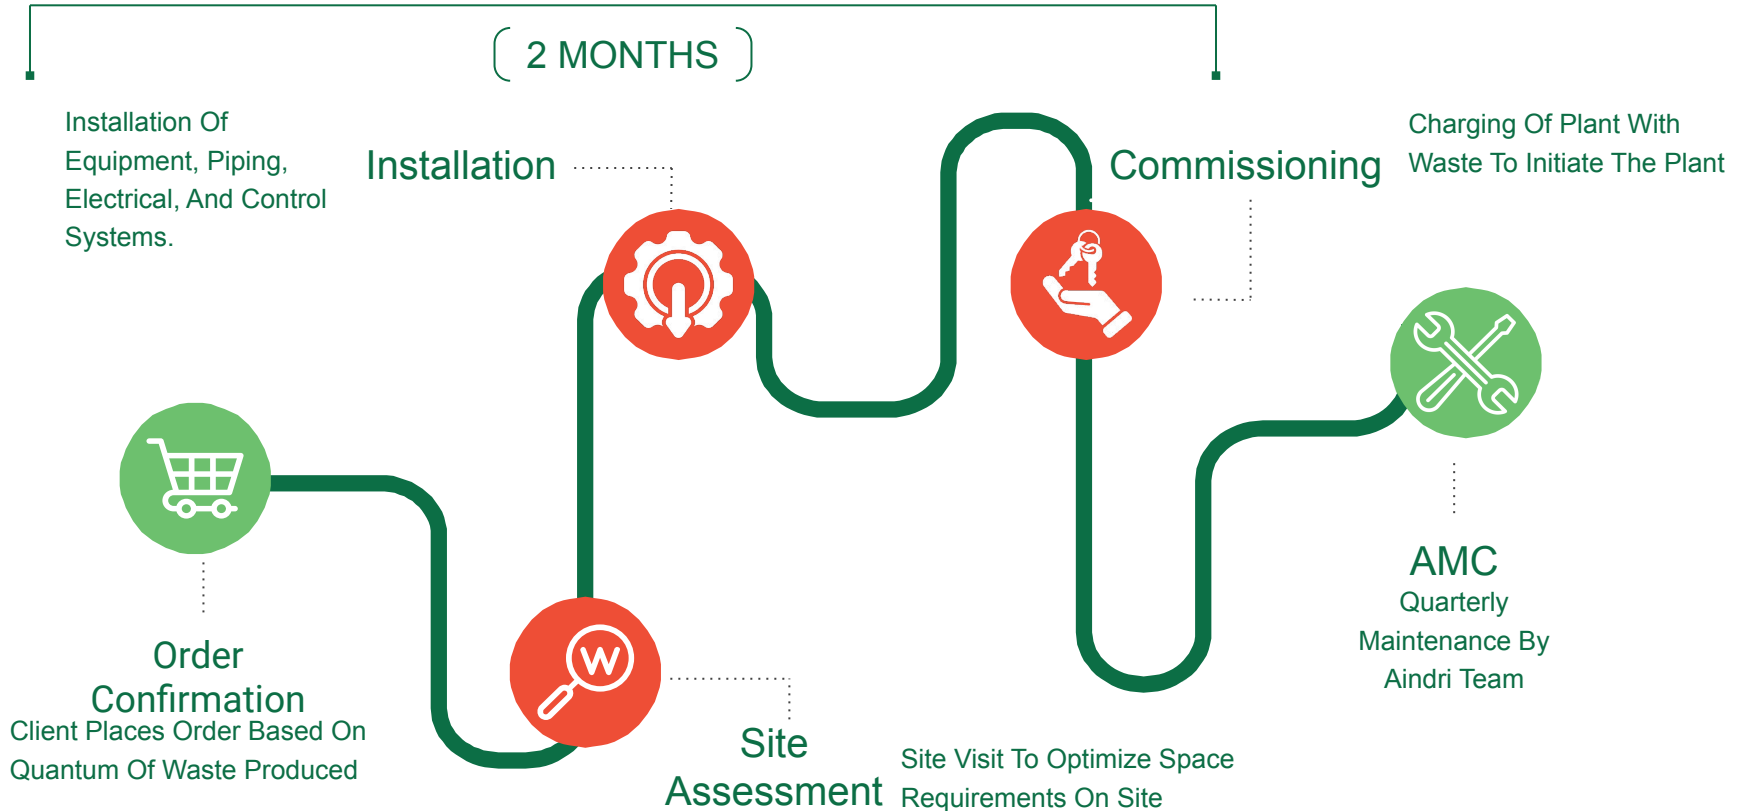 2 MONTHS
Installation Of
Equipment, Piping,
Electrical, And Control
Systems.
Installation
Commissioning
Charging Of Plant With
Waste To Initiate The Plant
W
Order
Confirmation
Client Places Order Based On
Quantum Of Waste Produced
Site
Assessment
Site Visit To Optimize Space
Requirements On Site
AMC
Quarterly
Maintenance By
Aindri Team